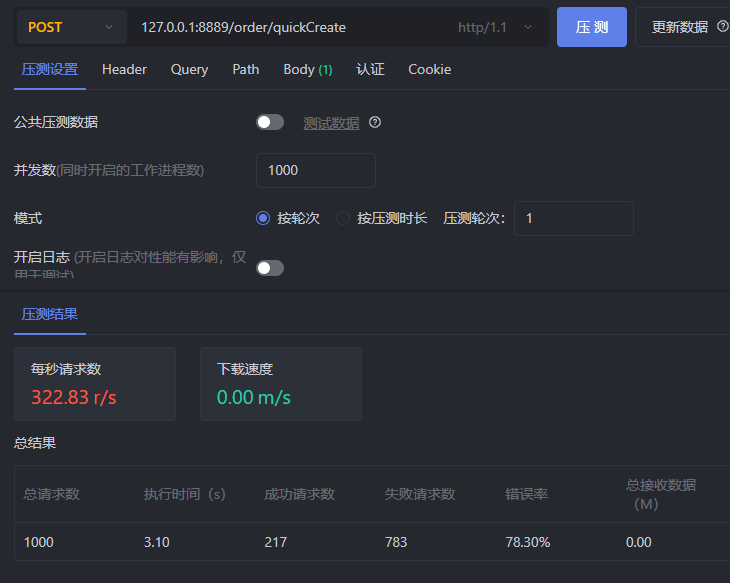 POST 127.0.0.1:8889/order/quickCreate http/1.1 压 测 更新数据
压测设置 Header Query Path Body (1) 认证 Cookie
公共压测数据 测试数据
并发数(同时开启的工作进程数) 1000
模式 按轮次 按压测时长 压测轮次: 1
开启日志 (开启日志对性能有影响，仅
用于调试)
压测结果
每秒请求数 下载速度
322.83 r/s 0.00 m/s
总结果
总请求数 执行时间（s） 成功请求数 失败请求数 错误率 总接收数据
（M）
1000 3.10 217 783 78.30% 0.00